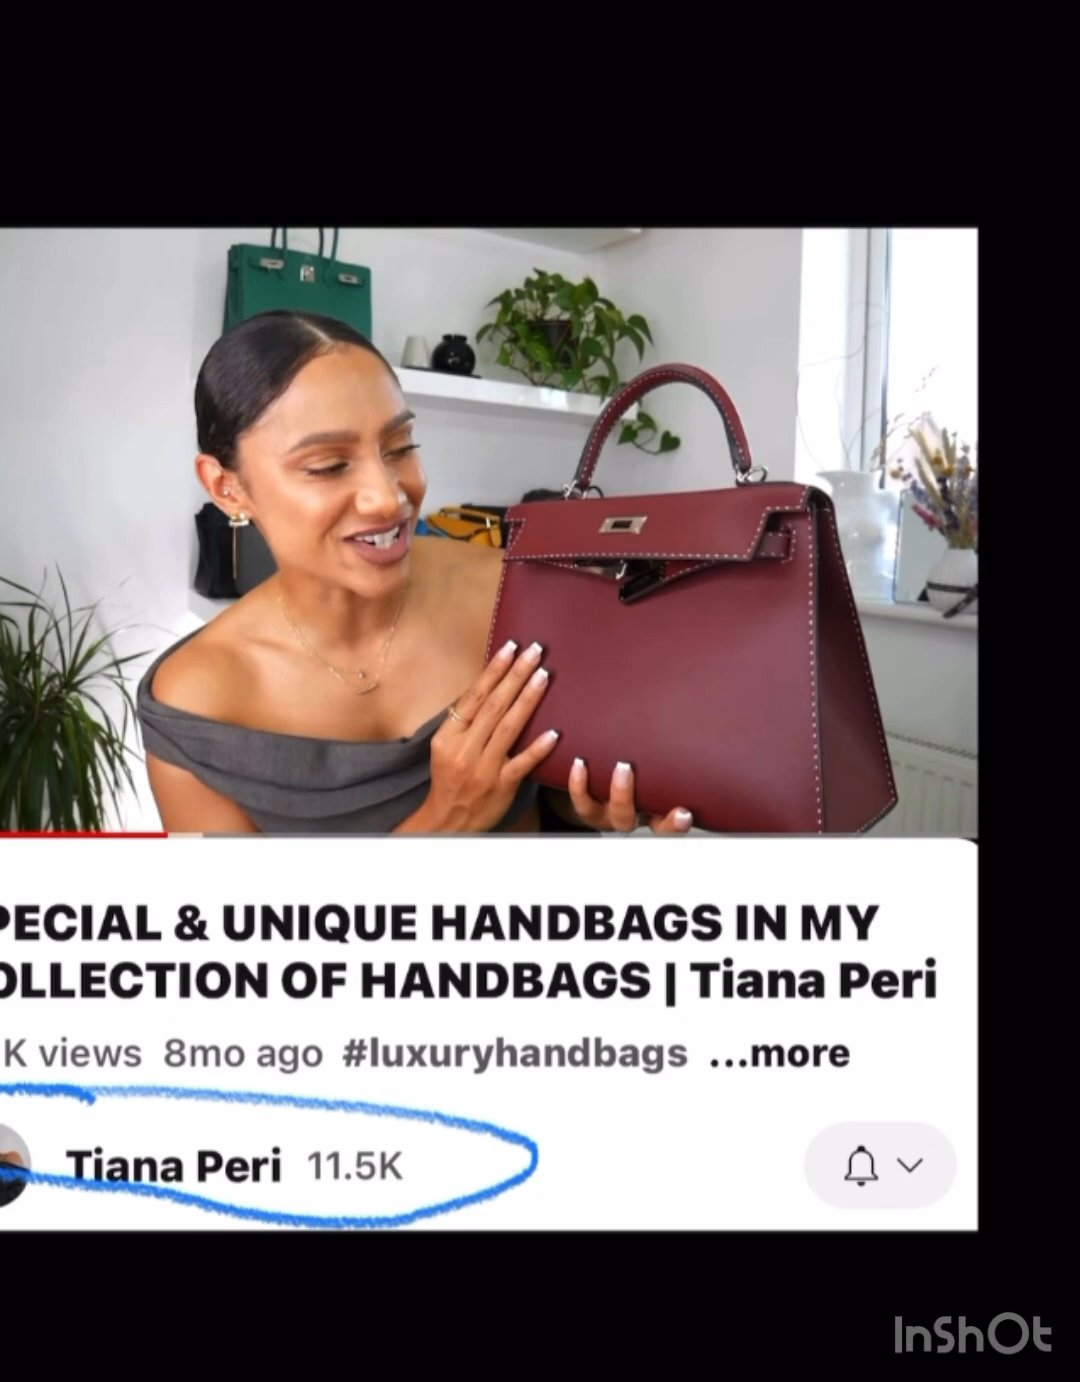 PECIAL & UNIQUE HANDBAGS IN MY
OLLECTION OF HANDBAGS | Tiana Peri
K views 8mo ago #luxuryhandbags ...more
Tiana Peri 11.5K
InShOt